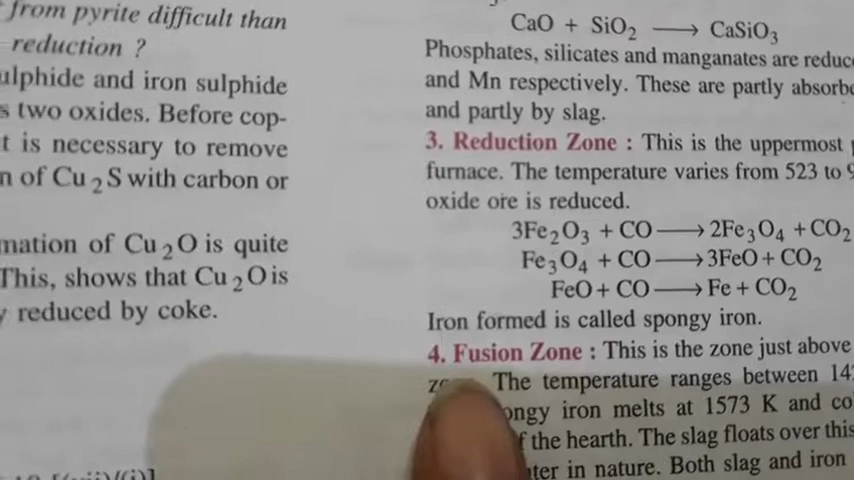 from pyrite difficult than
reduction ?
ulphide and iron sulphide
s two oxides. Before cop-
t is necessary to remove
n of Cu₂S with carbon or
mation of Cu₂O is quite
This, shows that Cu₂O is
y reduced by coke.
CaO + SiO₂ ⟶ CaSiO₃
Phosphates, silicates and manganates are reduc
and Mn respectively. These are partly absorbe
and partly by slag.
3. Reduction Zone : This is the uppermost
furnace. The temperature varies from 523 to 9
oxide ore is reduced.
3Fe₂O₃ + CO ⟶ 2Fe₃O₄ + CO₂
Fe₃O₄ + CO ⟶ 3FeO + CO₂
FeO + CO ⟶ Fe + CO₂
Iron formed is called spongy iron.
4. Fusion Zone : This is the zone just above
The temperature ranges between 14
ongy iron melts at 1573 K and co
f the hearth. The slag floats over this
ter in nature. Both slag and iron